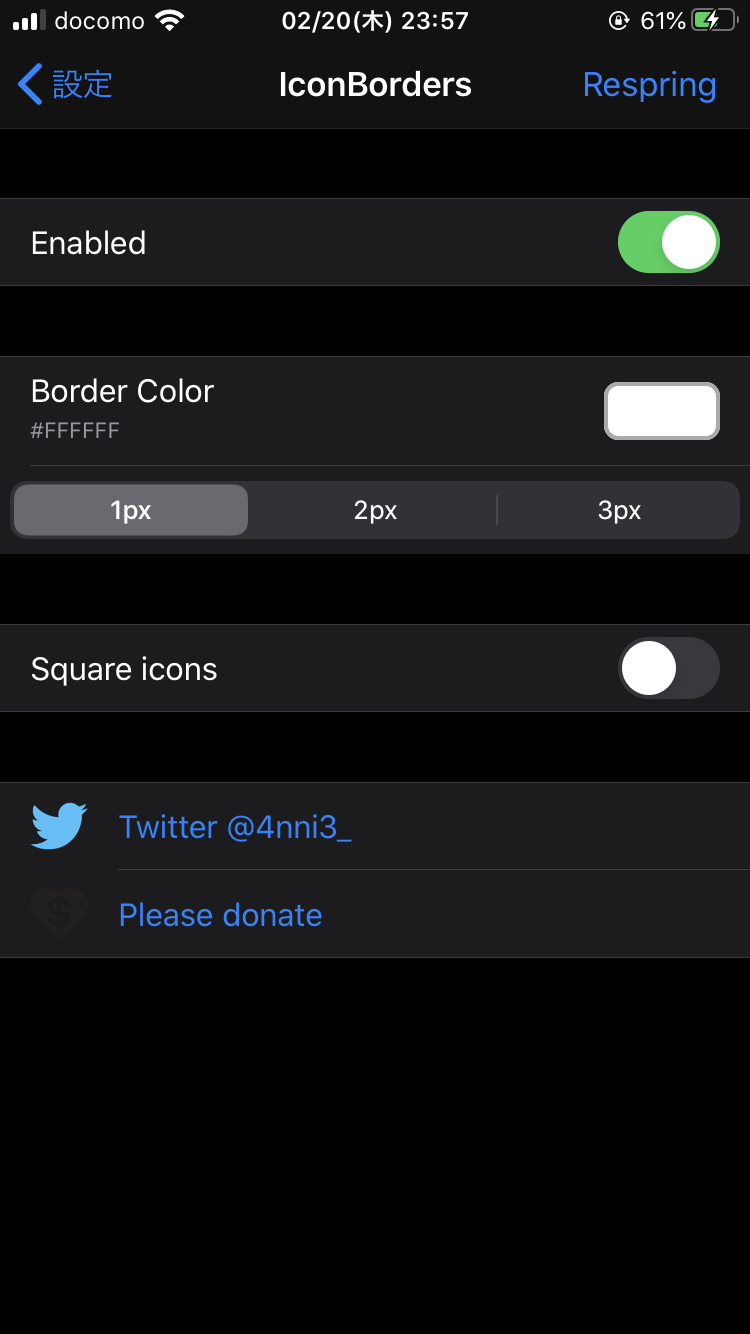 docomo 02/20(木) 23:57 61%
設定 IconBorders Respring
Enabled
Border Color
#FFFFFF
1px 2px 3px
Square icons
Twitter @4nni3_
$ Please donate